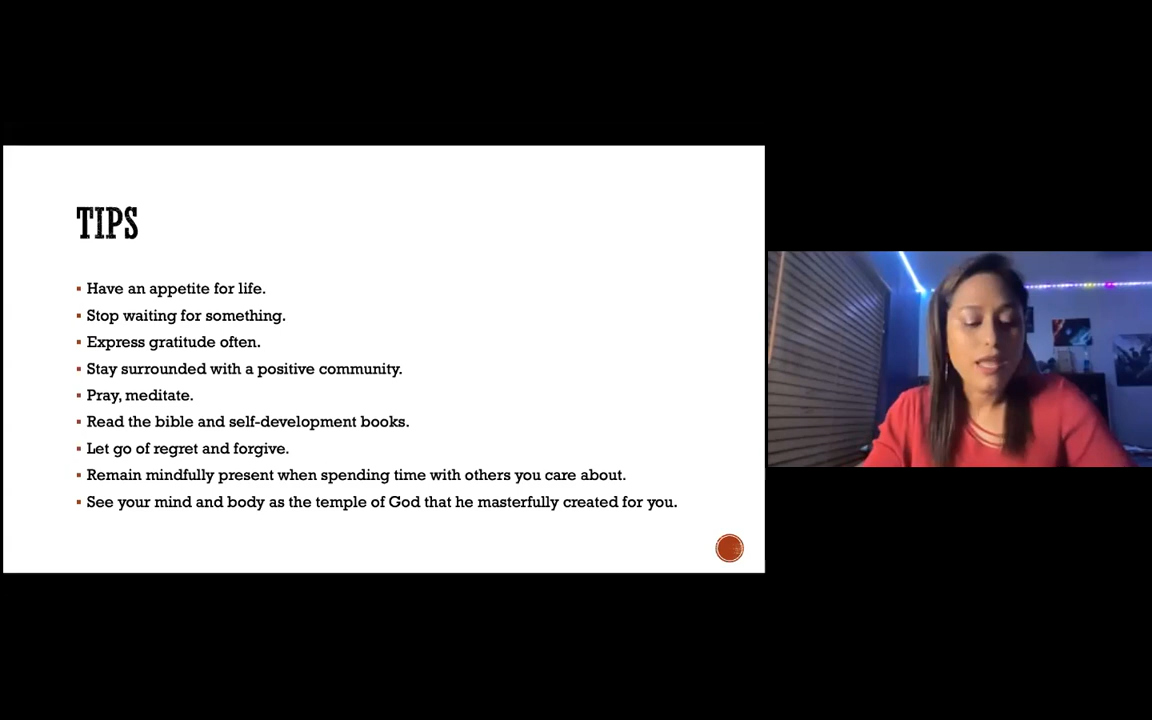 TIPS
Have an appetite for life.
Stop waiting for something.
Express gratitude often.
Stay surrounded with a positive community.
Pray, meditate.
Read the bible and self-development books.
Let go of regret and forgive.
Remain mindfully present when spending time with others you care about.
See your mind and body as the temple of God that he masterfully created for you.